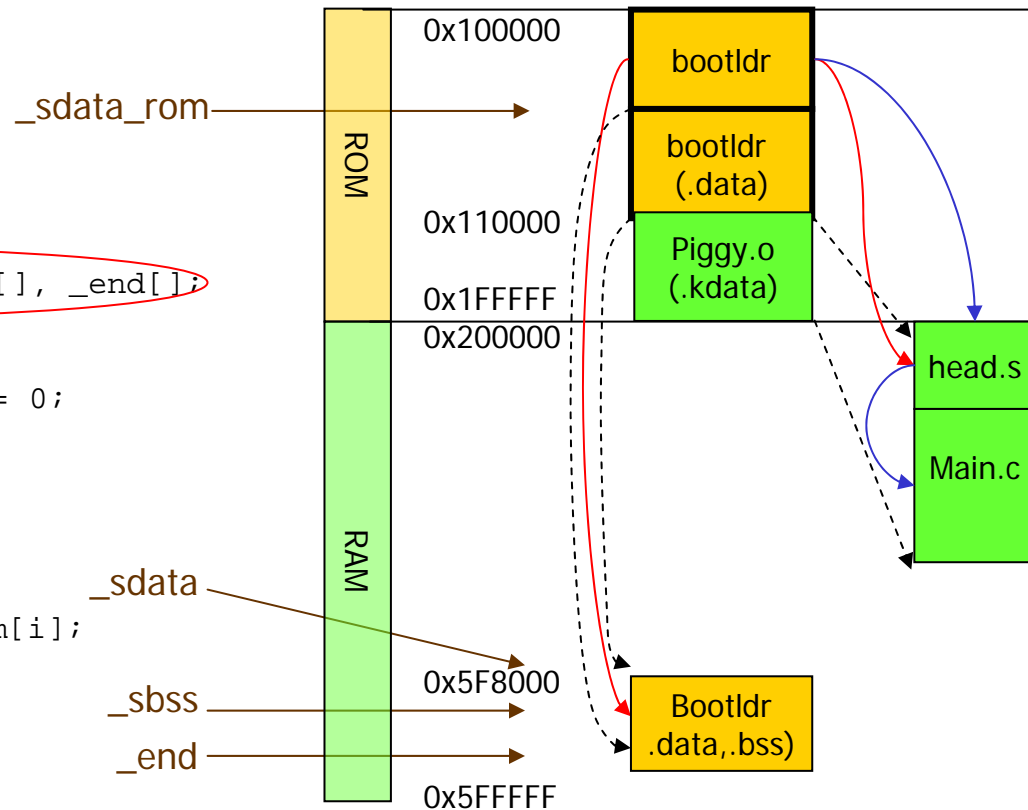 0x100000
bootldr
_sdata_rom
ROM
bootldr
(.data)
0x110000
Piggy.o
(.kdata)
[], _end[];
0x1FFFFF
0x200000
head.s
= 0;
Main.c
RAM
_sdata
n[i];
0x5F8000
_sbss
Bootldr
.data,.bss)
_end
0x5FFFFF